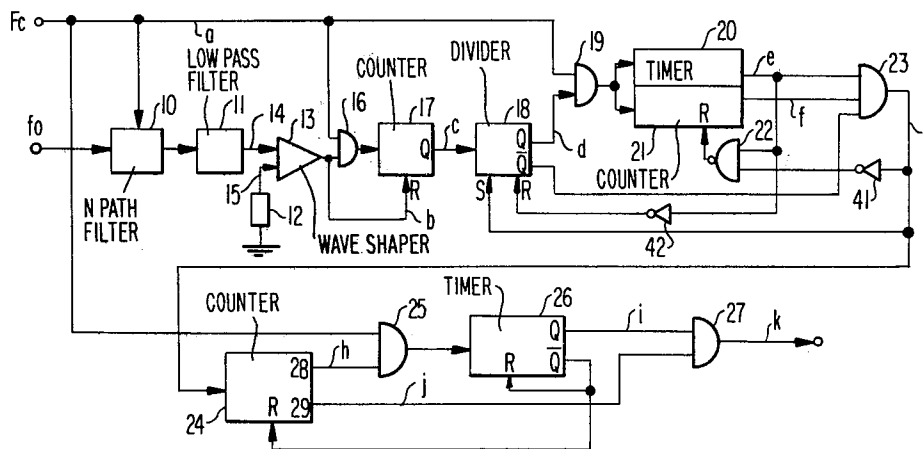 Fc
a
LOW PASS
FILTER
COUNTER
DIVIDER
19
20
23
10
11
14
13
16
17
18
TIMER
e
fo
Q
c
Q
Q̅
d
f
15
R
21
22
12
R
b
S
R
COUNTER
41
N PATH
FILTER
WAVE SHAPER
42
COUNTER
25
TIMER
26
27
28
h
Q
i
k
R
Q̅
24
R
29
j